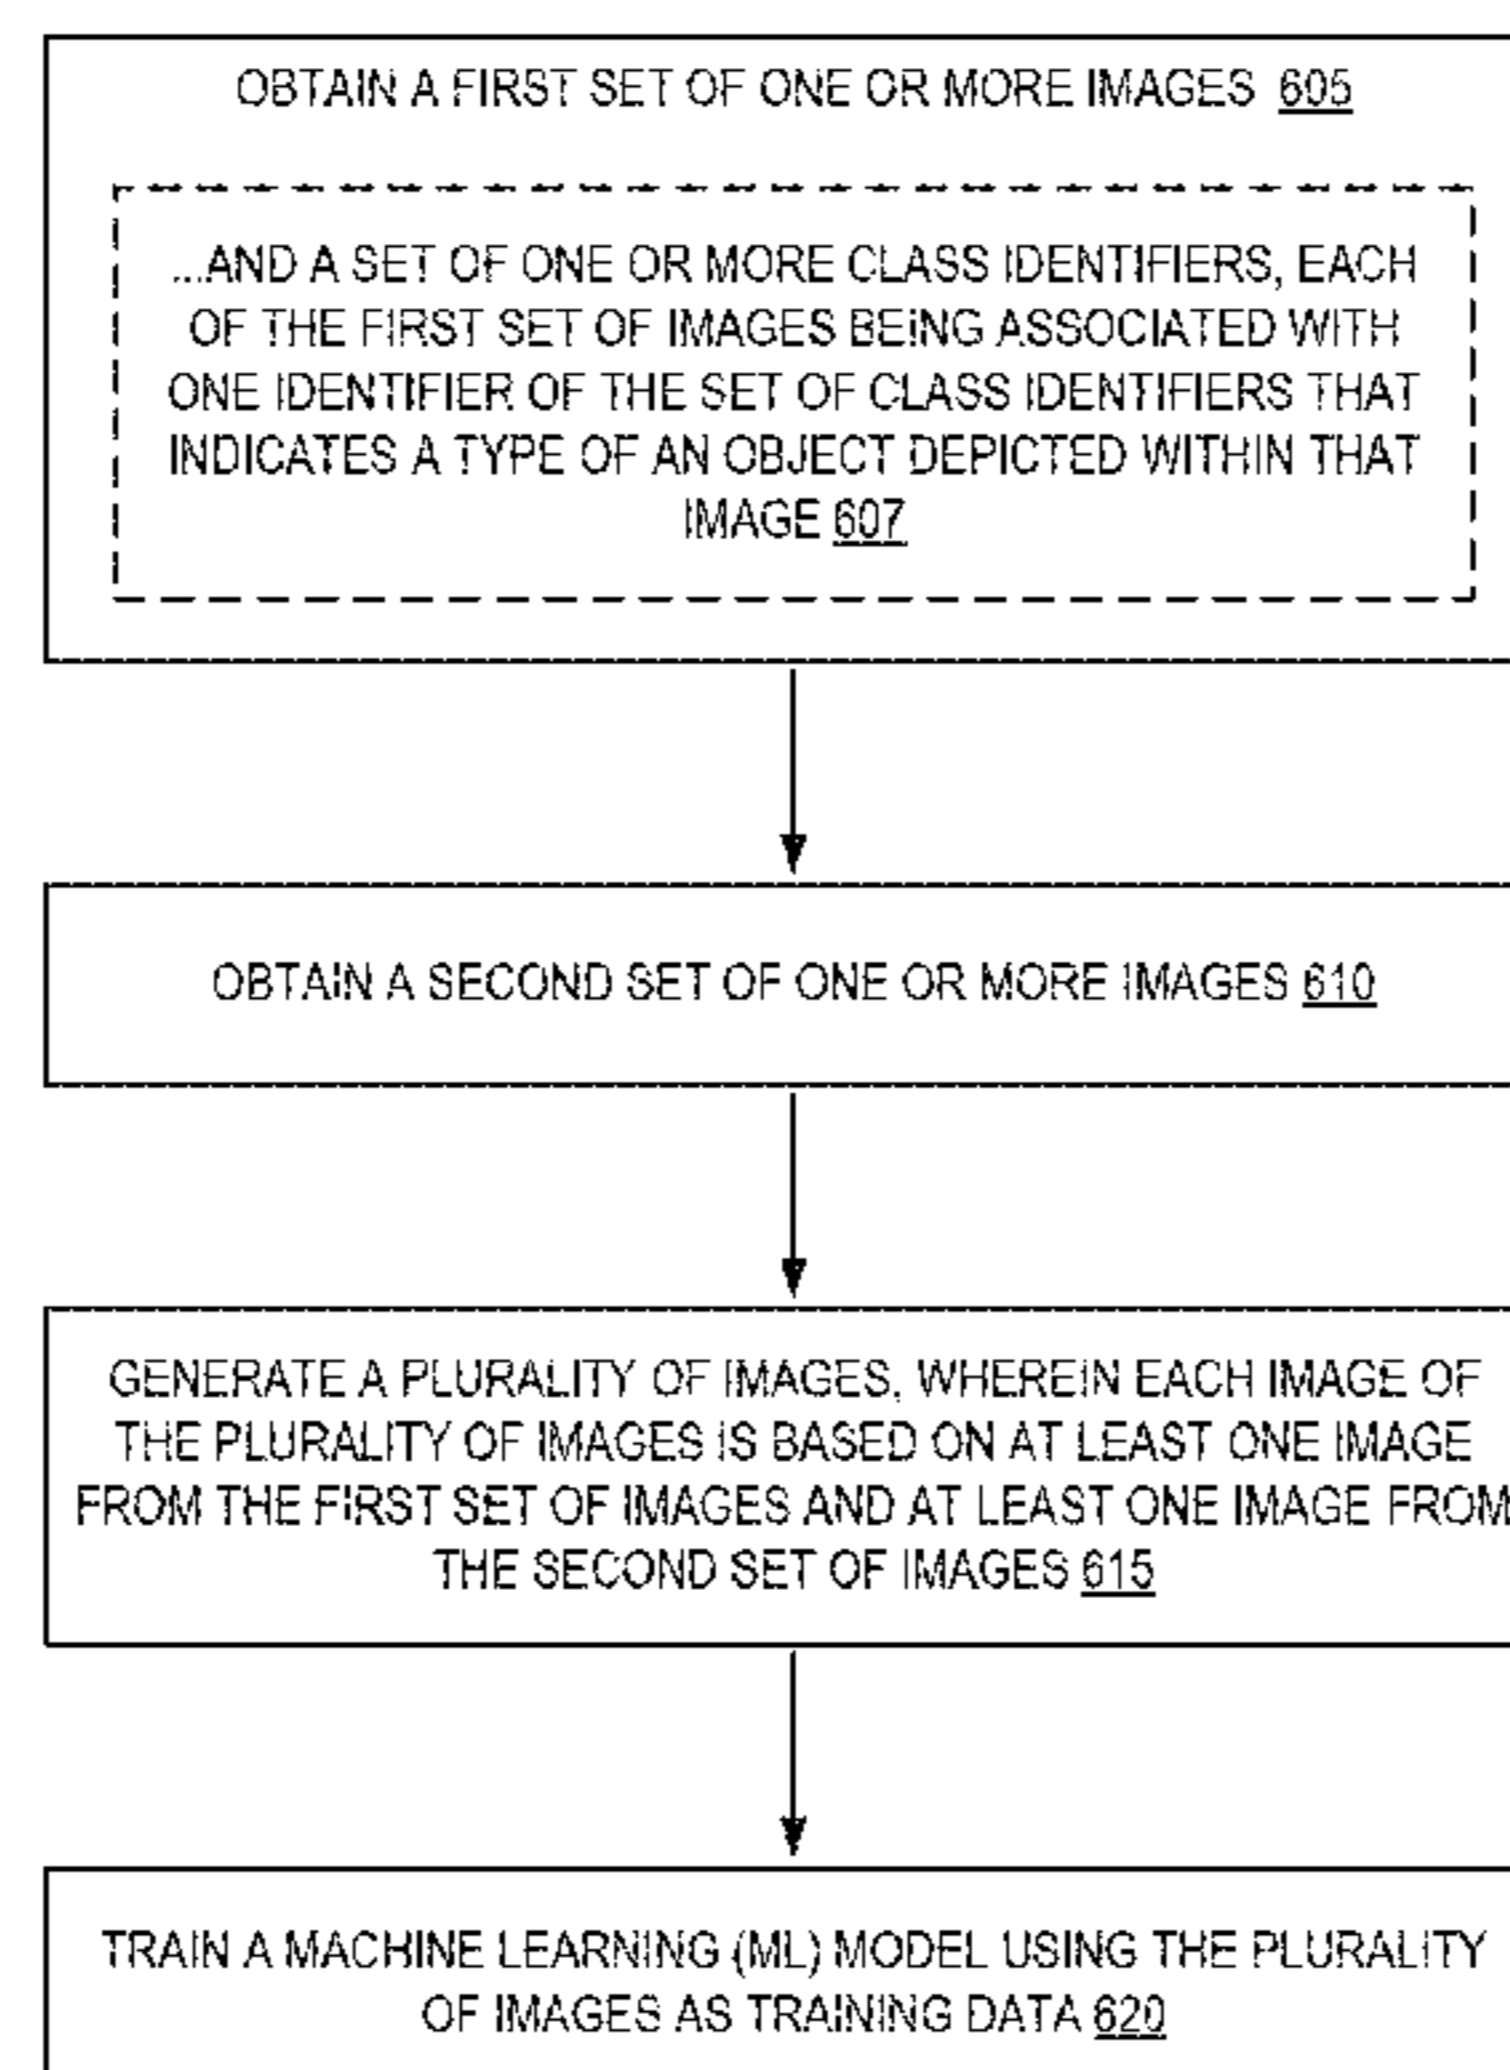 OBTAIN A FIRST SET OF ONE OR MORE IMAGES 605
...AND A SET OF ONE OR MORE CLASS IDENTIFIERS, EACH
OF THE FIRST SET OF IMAGES BEING ASSOCIATED WITH
ONE IDENTIFIER OF THE SET OF CLASS IDENTIFIERS THAT
INDICATES A TYPE OF AN OBJECT DEPICTED WITHIN THAT
IMAGE 607
OBTAIN A SECOND SET OF ONE OR MORE IMAGES 610
GENERATE A PLURALITY OF IMAGES, WHEREIN EACH IMAGE OF
THE PLURALITY OF IMAGES IS BASED ON AT LEAST ONE IMAGE
FROM THE FIRST SET OF IMAGES AND AT LEAST ONE IMAGE FROM
THE SECOND SET OF IMAGES 615
TRAIN A MACHINE LEARNING (ML) MODEL USING THE PLURALITY
OF IMAGES AS TRAINING DATA 620